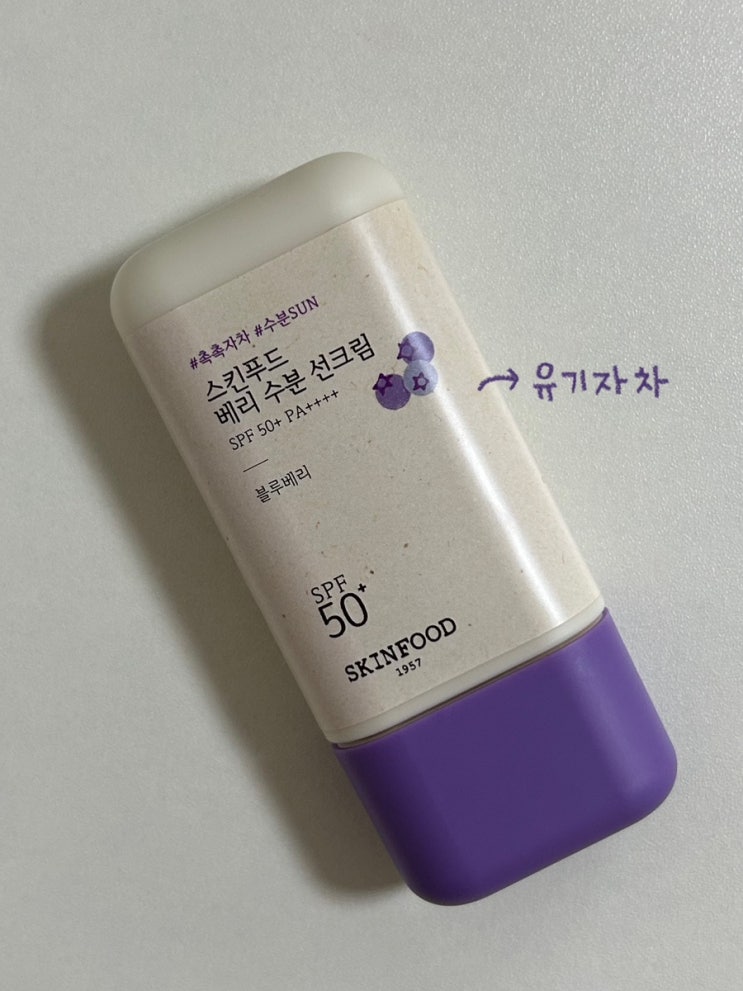 #촉촉자차 #수분SUN
스킨푸드
베리 수분 선크림
SPF 50+ PA++++
블루베리
SPF
50+
SKINFOOD
1957
→ 유기자차